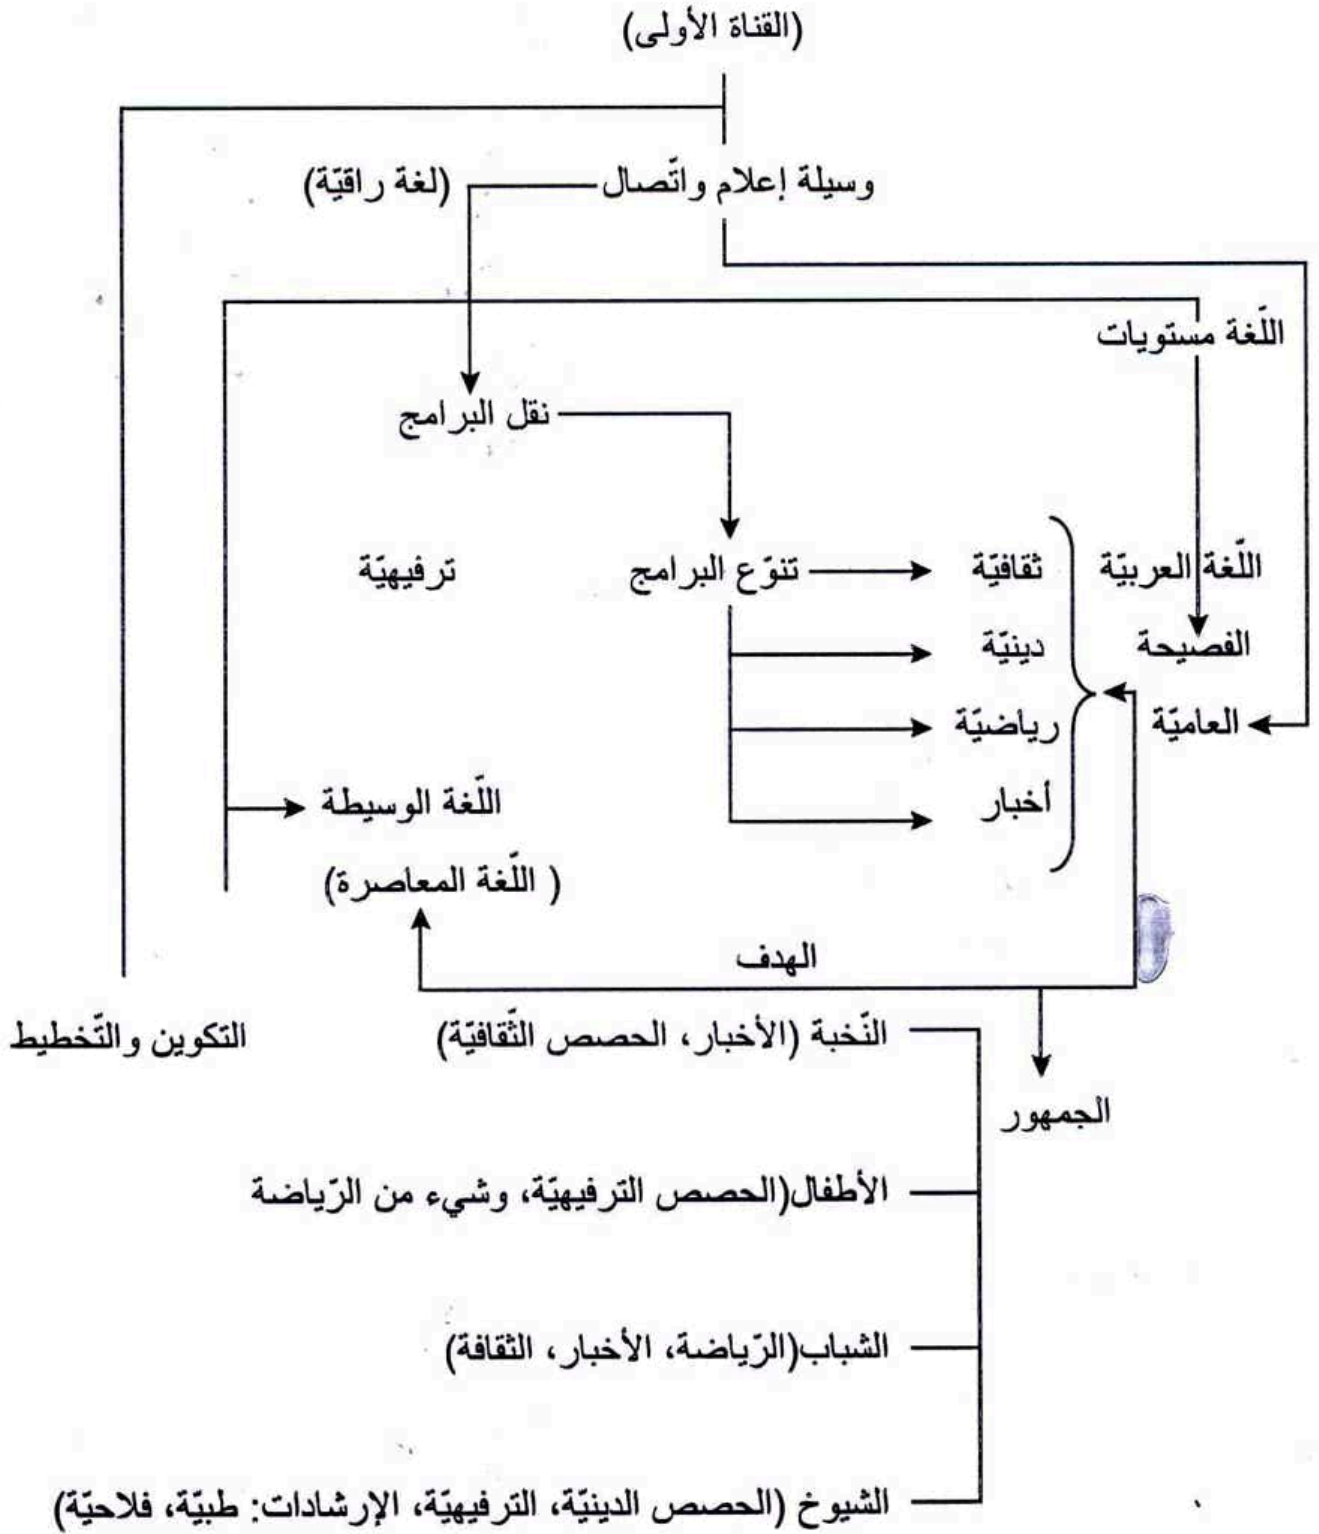 (القناة الأولى)
وسيلة إعلام واتّصال
(لغة راقيّة)
اللّغة مستويات
نقل البرامج
اللّغة العربيّة
ثقافيّة
تنوّع البرامج
ترفيهيّة
الفصيحة
دينيّة
العاميّة
رياضيّة
أخبار
اللّغة الوسيطة
( اللّغة المعاصرة)
الهدف
النّخبة (الأخبار، الحصص الثّقافيّة)
التكوين والتّخطيط
الجمهور
الأطفال(الحصص الترفيهيّة، وشيء من الرّياضة
الشباب(الرّياضة، الأخبار، الثقافة)
الشيوخ (الحصص الدينيّة، الترفيهيّة، الإرشادات: طبيّة، فلاحيّة)